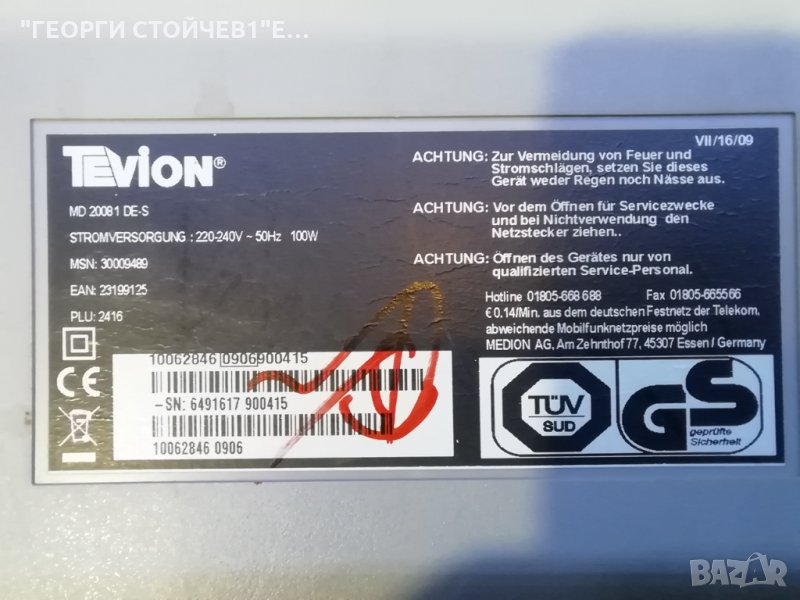 "ГЕОРГИ СТОЙЧЕВ1"Е...
VII/16/09
TEVION®
MD 20081 DE-S
STROMVERSORGUNG : 220-240V ~ 50Hz 100W
MSN: 30009489
EAN: 23199125
PLU: 2416
CE
10062846 0906900415
-SN: 6491617 900415
10062846 0906
ACHTUNG: Zur Vermeidung von Feuer und
Stromschlägen, setzen Sie dieses
Gerät weder Regen noch Nässe aus.
ACHTUNG: Vor dem Öffnen für Servicezwecke
und bei Nichtverwendung den
Netzstecker ziehen..
ACHTUNG: Öffnen des Gerätes nur von
qualifizierten Service-Personal.
Hotline 01805-668 688 Fax 01805-665566
€ 0.14/Min. aus dem deutschen Festnetz der Telekom,
abweichende Mobilfunknetzpreise möglich
MEDION AG, Am Zehnthof 77, 45307 Essen / Germany
TÜV
SUD
GS
geprüfte
Sicherheit
BAZAR